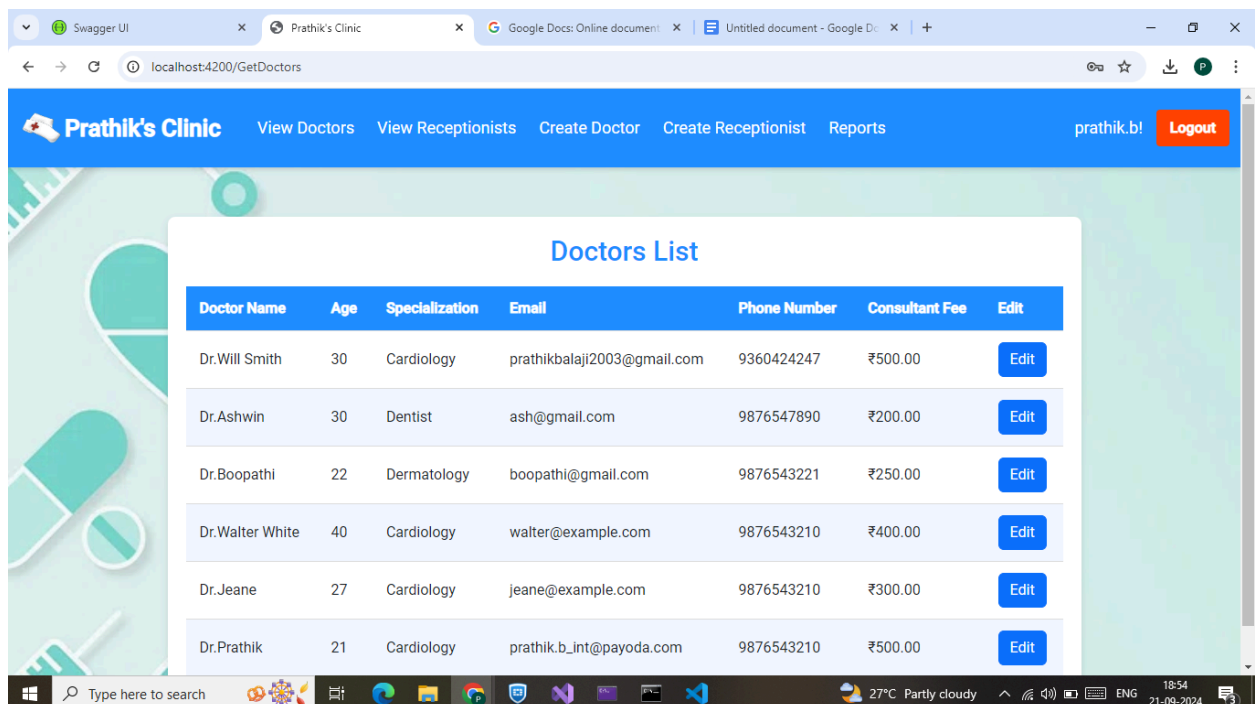 Swagger UI
Prathik's Clinic
Google Docs: Online document
Untitled document - Google Do
localhost:4200/GetDoctors
P
Prathik's Clinic View Doctors View Receptionists Create Doctor Create Receptionist Reports prathik.b! Logout
Doctors List
Doctor Name Age Specialization Email Phone Number Consultant Fee Edit
Dr.Will Smith 30 Cardiology prathikbalaji2003@gmail.com 9360424247 ₹500.00 Edit
Dr.Ashwin 30 Dentist ash@gmail.com 9876547890 ₹200.00 Edit
Dr.Boopathi 22 Dermatology boopathi@gmail.com 9876543221 ₹250.00 Edit
Dr.Walter White 40 Cardiology walter@example.com 9876543210 ₹400.00 Edit
Dr.Jeane 27 Cardiology jeane@example.com 9876543210 ₹300.00 Edit
Dr.Prathik 21 Cardiology prathik.b_int@payoda.com 9876543210 ₹500.00 Edit
Type here to search
27°C Partly cloudy
ENG
18:54
21-09-2024
3